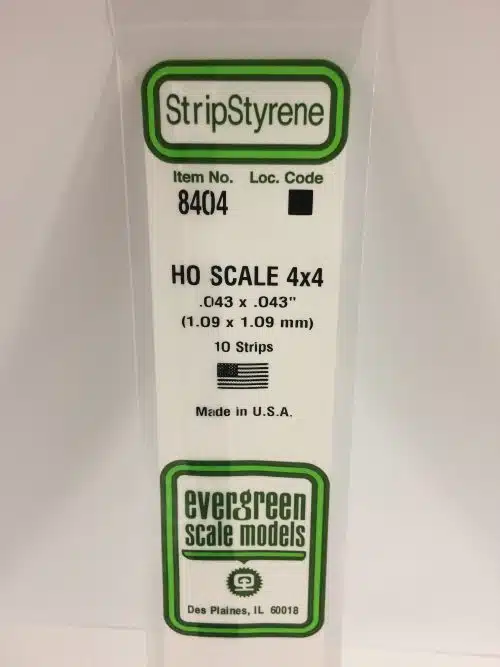 StripStyrene
Item No. Loc. Code
8404
HO SCALE 4x4
.043 x .043"
(1.09 x 1.09 mm)
10 Strips
Made in U.S.A.
evergreen
scale models
Des Plaines, IL 60018